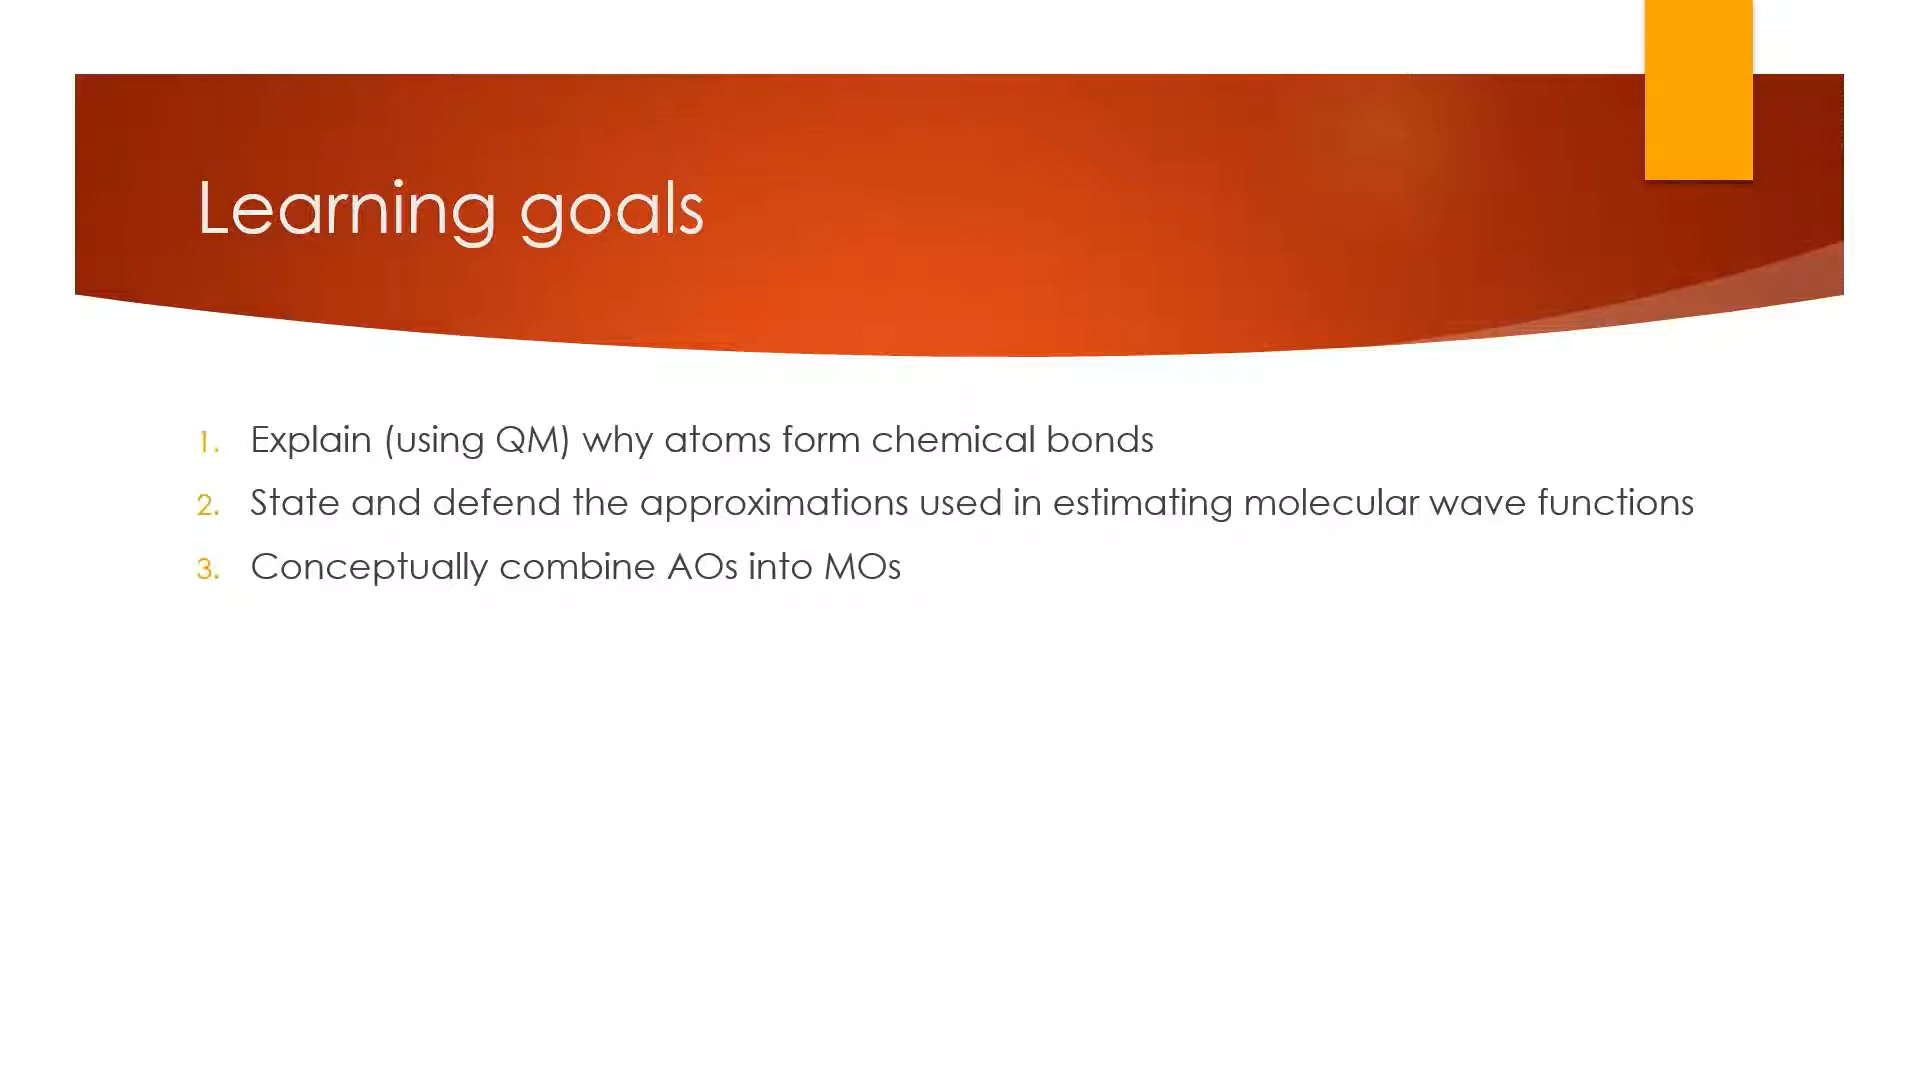 Learning goals
1. Explain (using QM) why atoms form chemical bonds
2. State and defend the approximations used in estimating molecular wave functions
3. Conceptually combine AOs into MOs